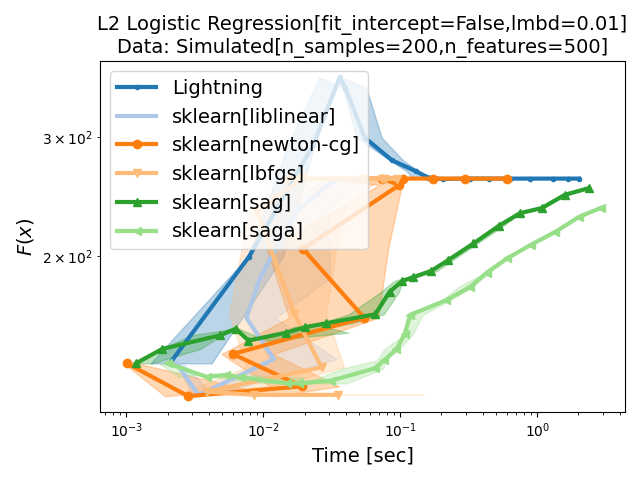 L2 Logistic Regression[fit_intercept=False,lmbd=0.01]
Data: Simulated[n_samples=200,n_features=500]
Lightning
sklearn[liblinear]
sklearn[newton-cg]
sklearn[lbfgs]
sklearn[sag]
sklearn[saga]
3 × 10²
2 × 10²
F(x)
10⁻³ 10⁻² 10⁻¹ 10⁰
Time [sec]